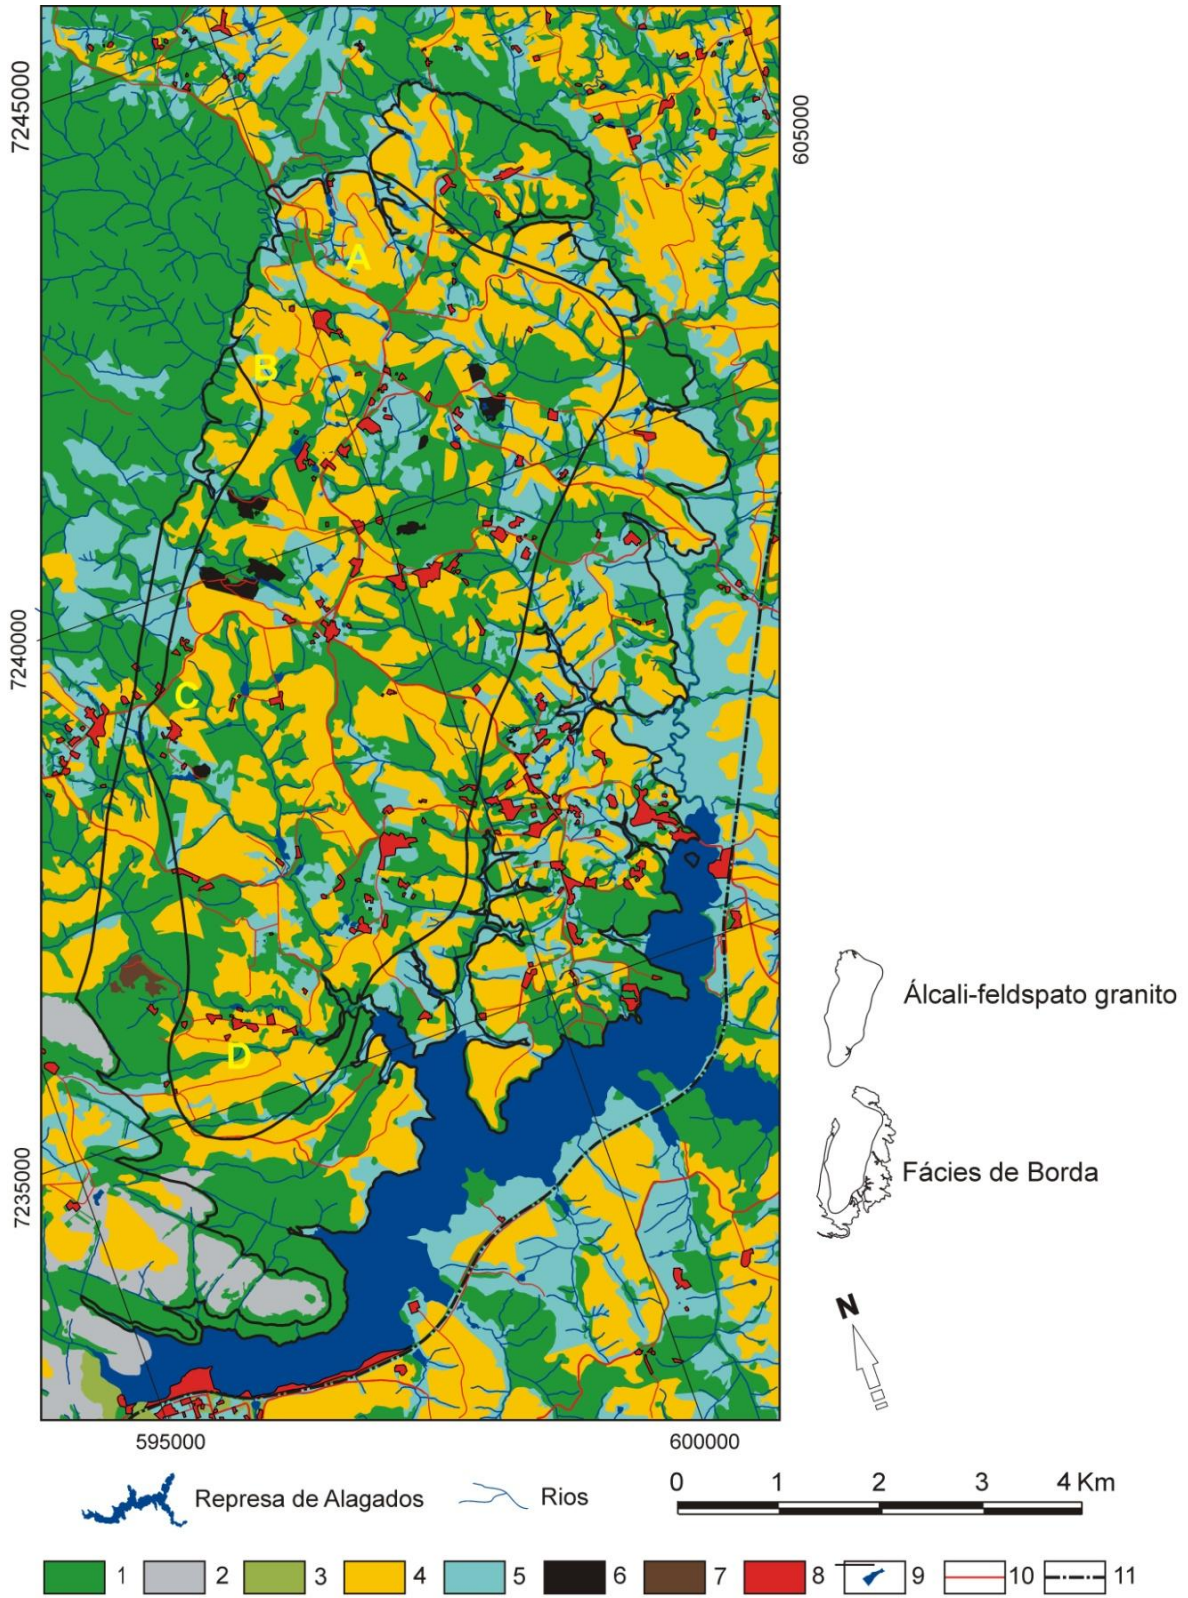 7245000
605000
A
B
7240000
C
Álcali-feldspato granito
D
Fácies de Borda
7235000
N
595000
600000
Represa de Alagados
Rios
0 1 2 3 4 Km
1 2 3 4 5 6 7 8 9 10 11